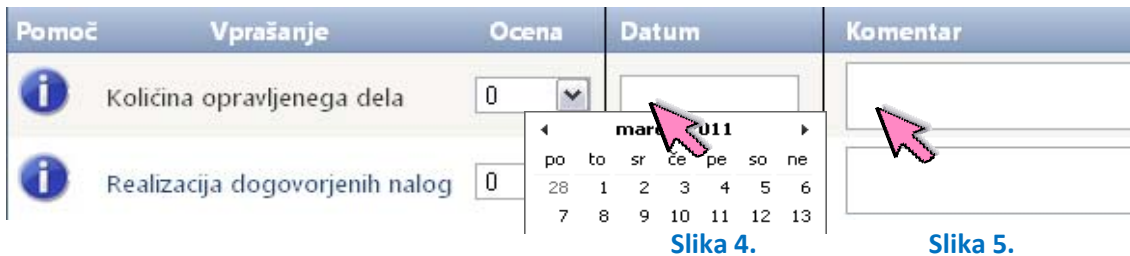 Pomoč Vprašanje Ocena Datum Komentar
Količina opravljenega dela 0
po to sr če pe so ne
Realizacija dogovorjenih nalog 0
28 1 2 3 4 5 6
7 8 9 10 11 12 13
Slika 4. Slika 5.